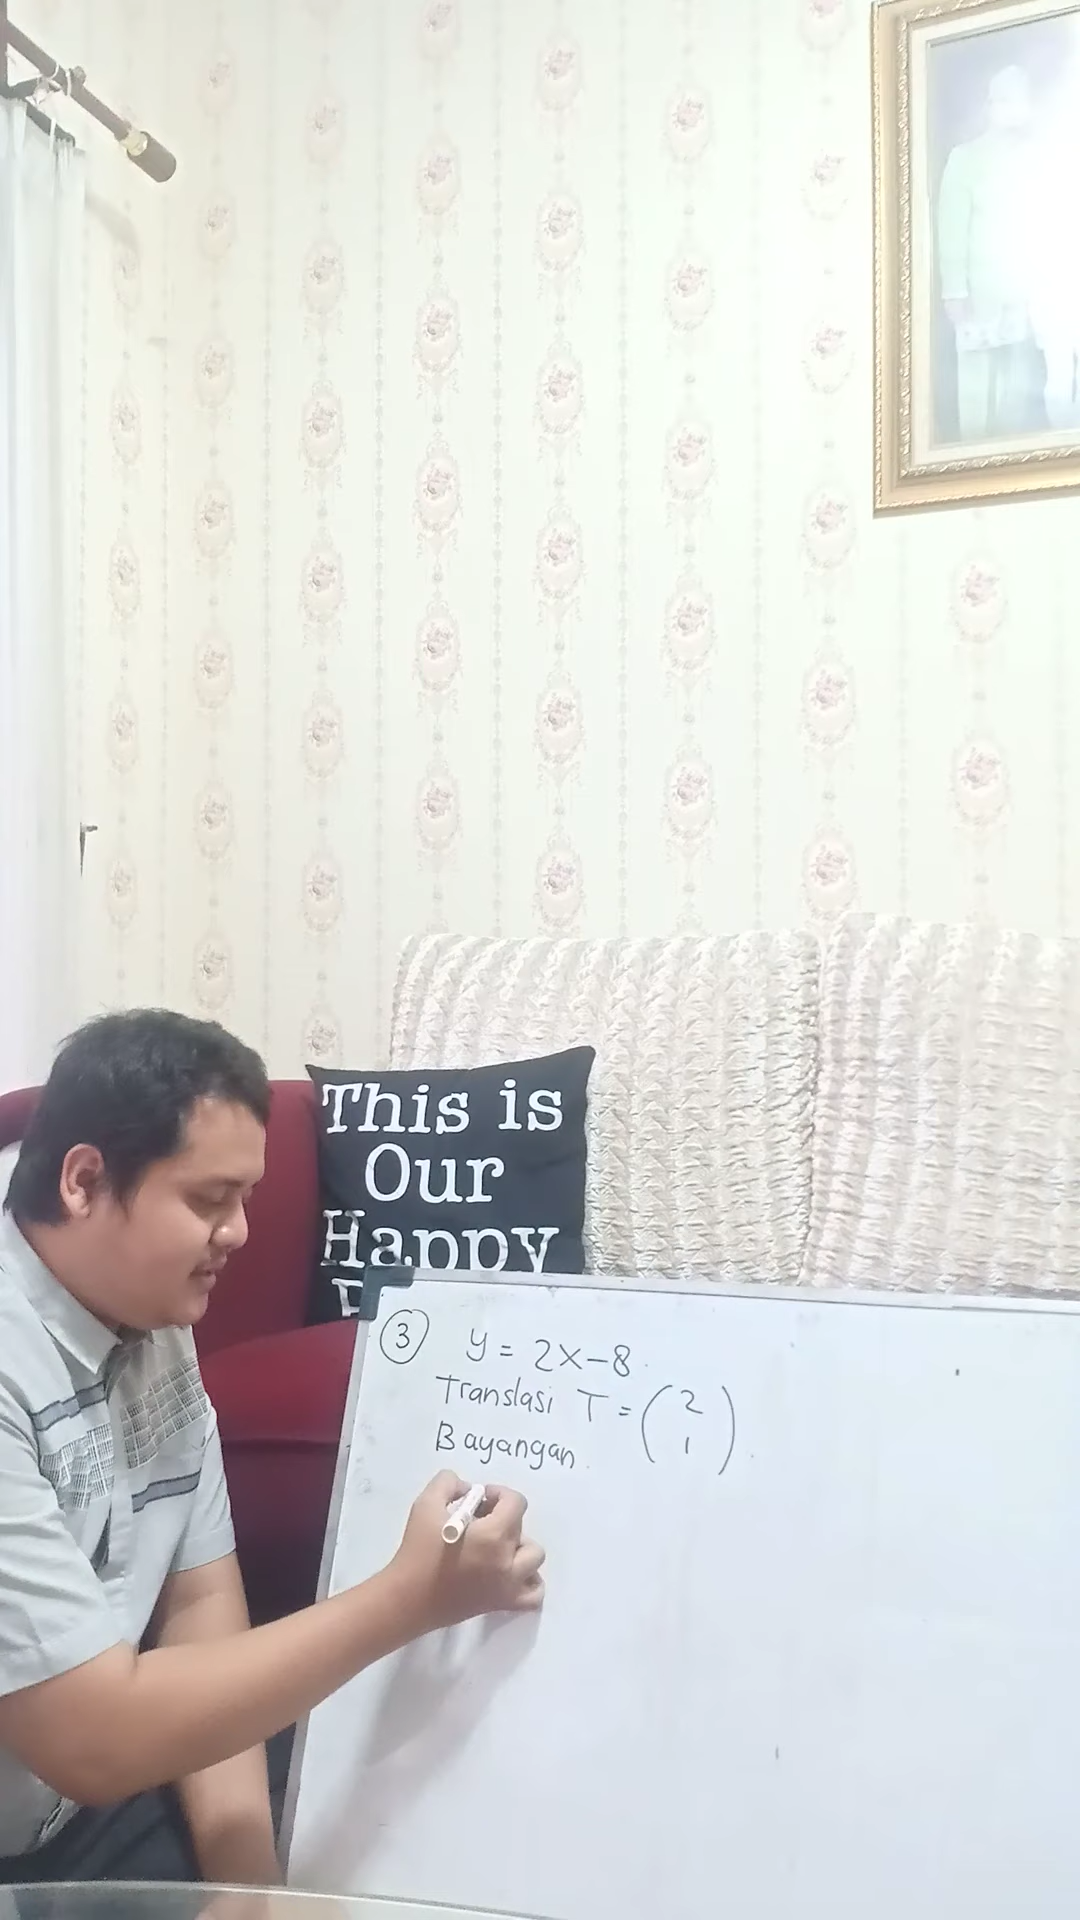 This is
Our
Happy
③ y = 2x-8
Translasi T = (2
1)
Bayangan